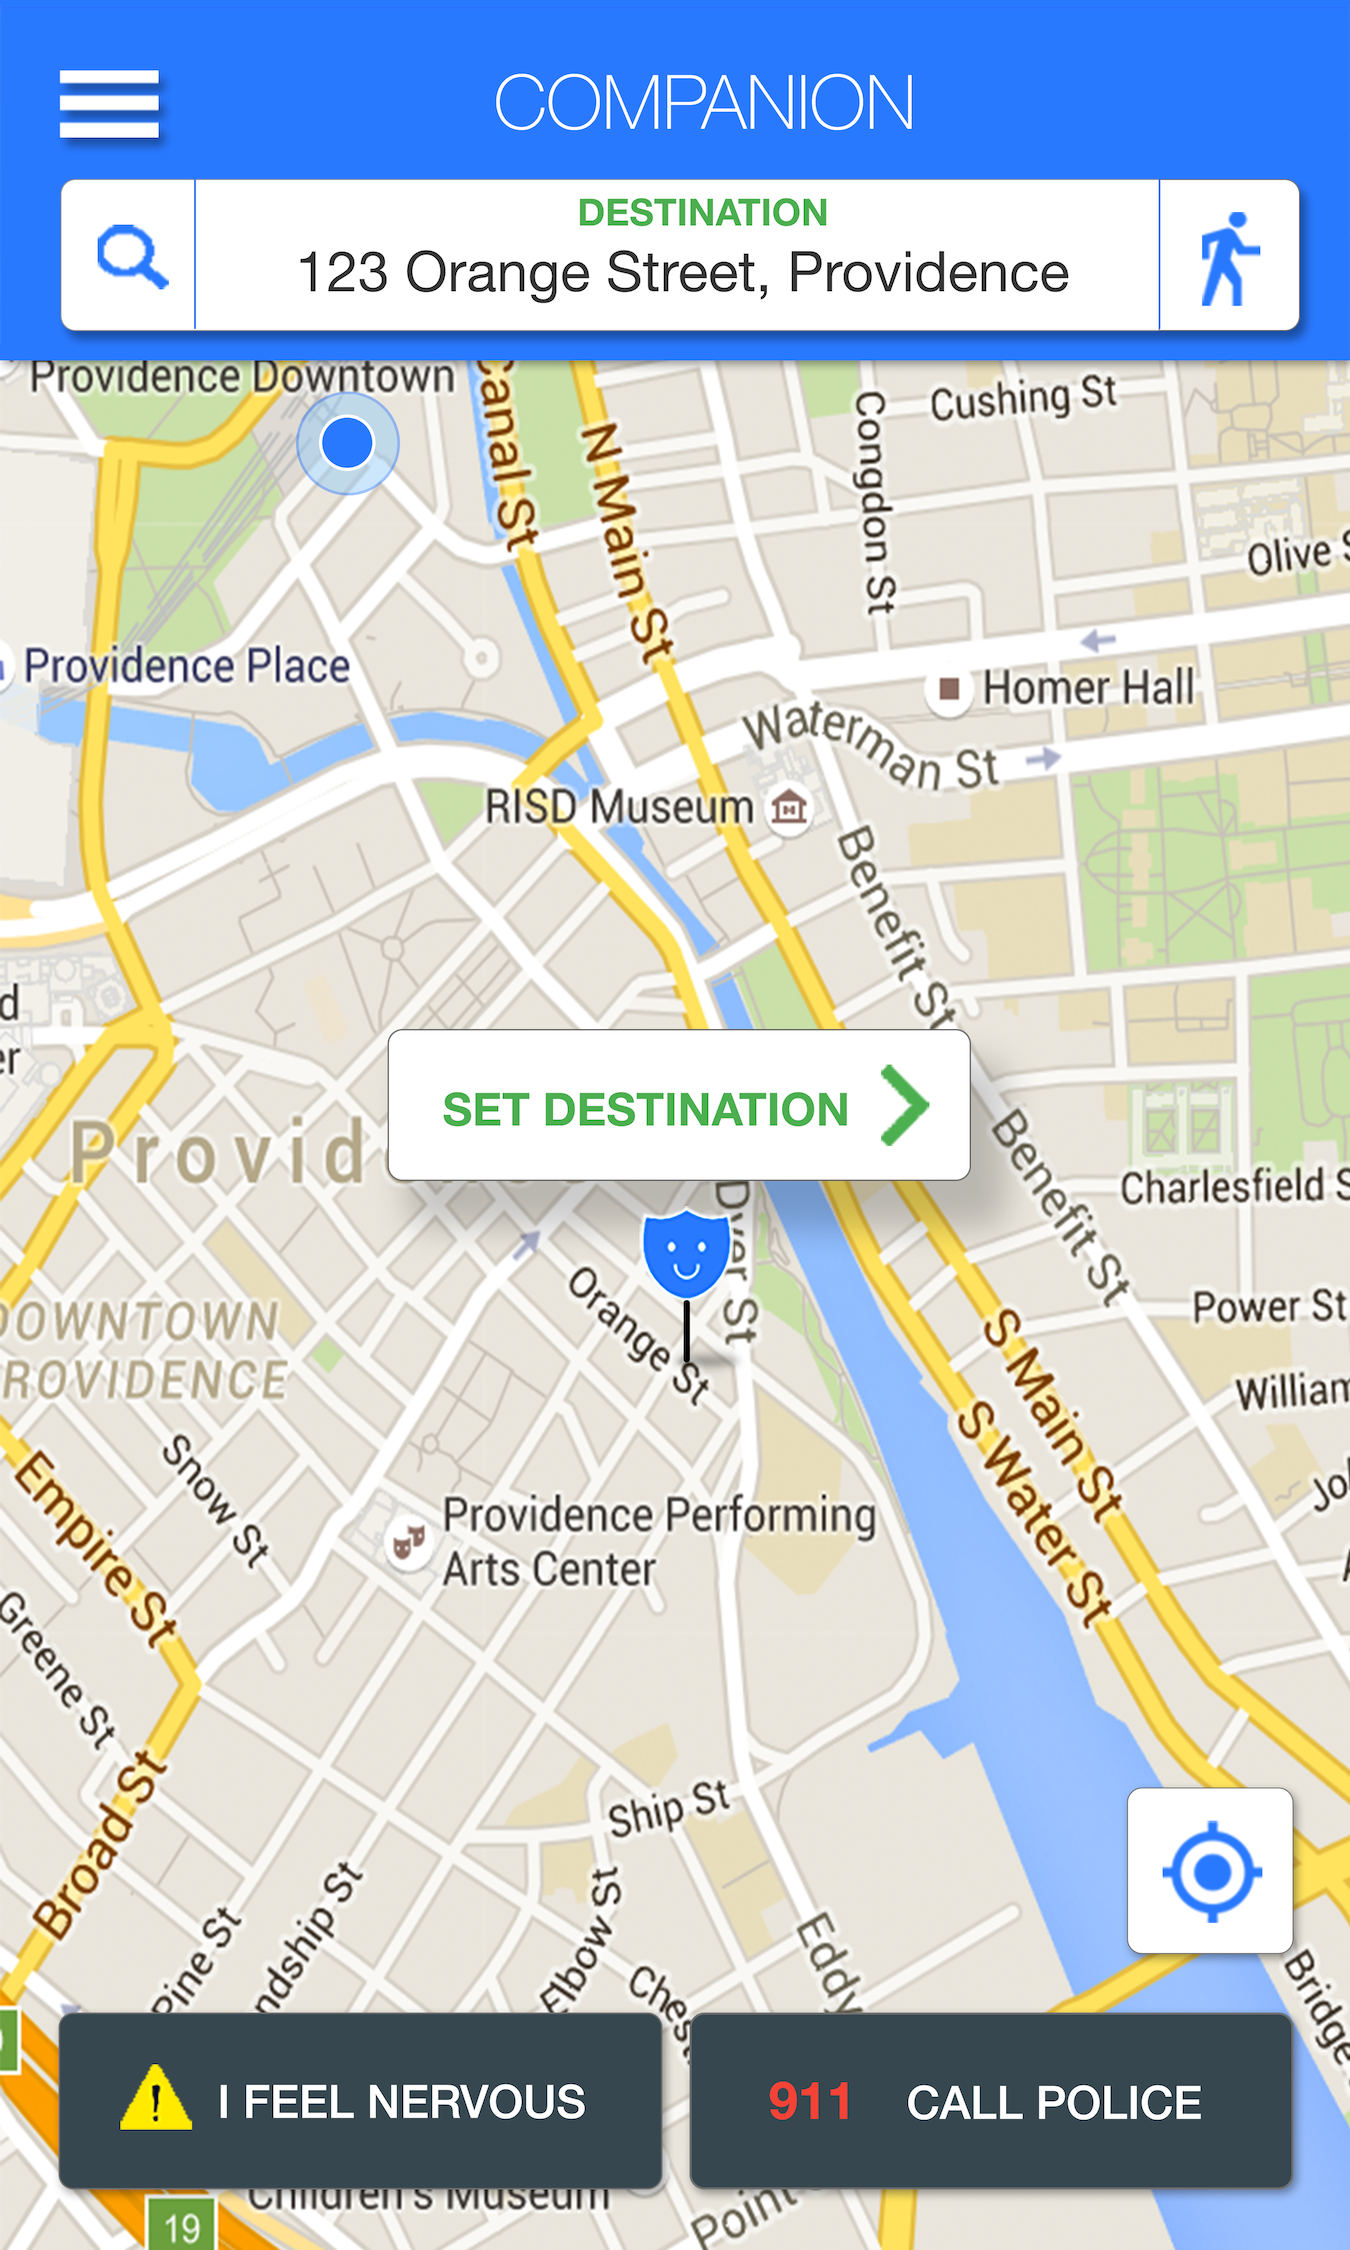 COMPANION
DESTINATION
123 Orange Street, Providence
Providence Downtown
Canal St
N Main St
Congdon St
Cushing St
Olive S
Providence Place
Homer Hall
Waterman St
RISD Museum
Benefit St
d
er
SET DESTINATION
Provid
Benefit St
Charlesfield S
Dyer St
Orange St
Power St
DOWNTOWN
ROVIDENCE
S Main St
William
S Water St
Empire St
Snow St
Providence Performing
Arts Center
Joh
Greene St
Broad St
Ship St
Pine St
ndship St
Elbow St
Ches
Eddy
Bridge
I FEEL NERVOUS
911 CALL POLICE
Children's Museum
19
Point